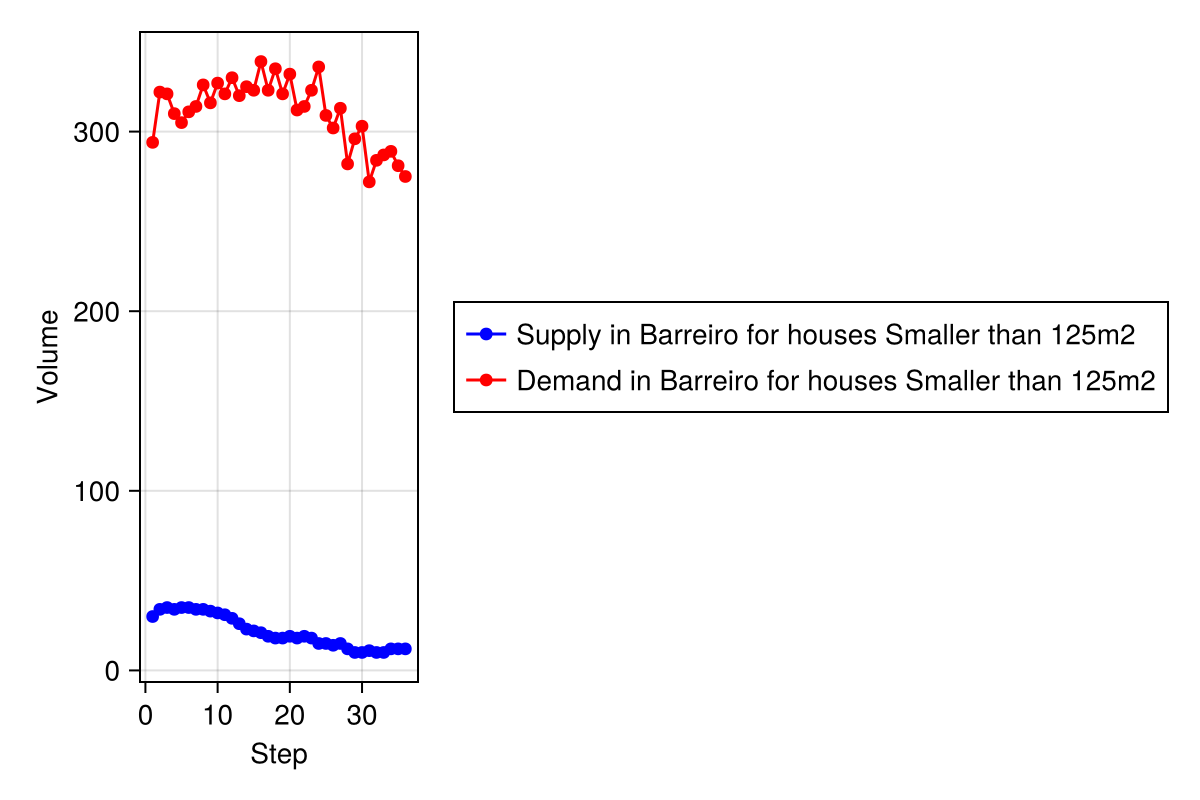 Volume
300
200
100
0
0 10 20 30
Step
Supply in Barreiro for houses Smaller than 125m2
Demand in Barreiro for houses Smaller than 125m2